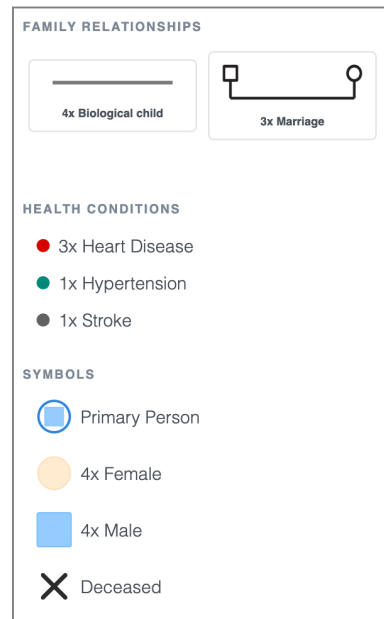 FAMILY RELATIONSHIPS
4x Biological child
3x Marriage
HEALTH CONDITIONS
3x Heart Disease
1x Hypertension
1x Stroke
SYMBOLS
Primary Person
4x Female
4x Male
Deceased